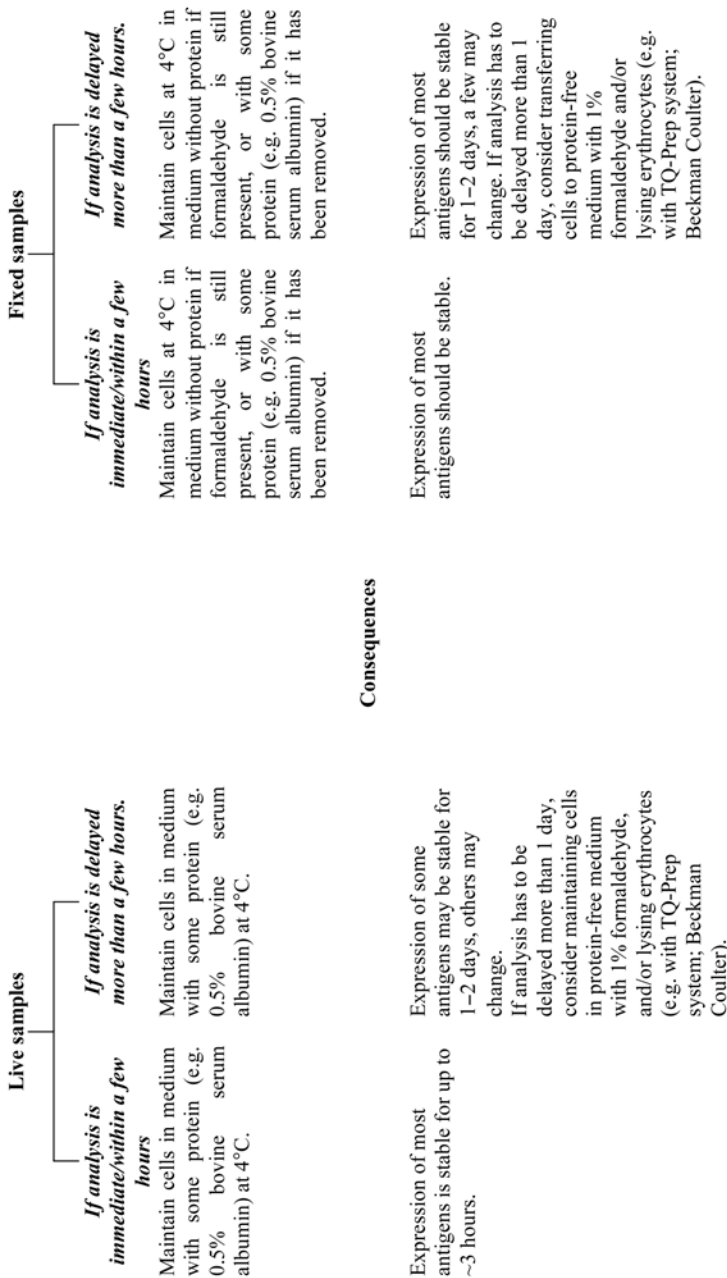 Live samples
If analysis is
immediate/within a few
hours
Maintain cells in medium
with some protein (e.g.
0.5% bovine serum
albumin) at 4°C.
If analysis is delayed
more than a few hours.
Maintain cells in medium
with some protein (e.g.
0.5% bovine serum
albumin) at 4°C.
Fixed samples
If analysis is
immediate/within a few
hours
Maintain cells at 4°C in
medium without protein if
formaldehyde is still
present, or with some
protein (e.g. 0.5% bovine
serum albumin) if it has
been removed.
If analysis is delayed
more than a few hours.
Maintain cells at 4°C in
medium without protein if
formaldehyde is still
present, or with some
protein (e.g. 0.5% bovine
serum albumin) if it has
been removed.
Consequences
Expression of most
antigens is stable for up to
~3 hours.
Expression of some
antigens may be stable for
1–2 days, others may
change.
If analysis has to be
delayed more than 1 day,
consider maintaining cells
in protein-free medium
with 1% formaldehyde,
and/or lysing erythrocytes
(e.g. with TQ-Prep
system; Beckman
Coulter).
Expression of most
antigens should be stable.
Expression of most
antigens should be stable
for 1–2 days, a few may
change. If analysis has to
be delayed more than 1
day, consider transferring
cells to protein-free
medium with 1%
formaldehyde and/or
lysing erythrocytes (e.g.
with TQ-Prep system;
Beckman Coulter).